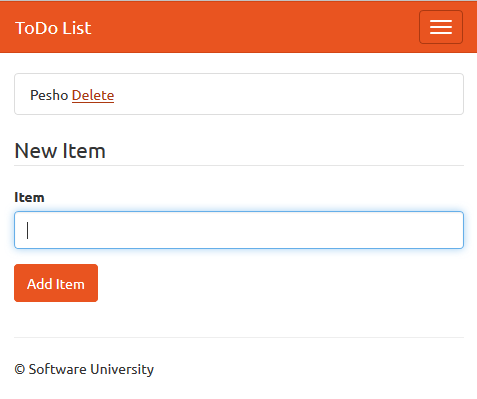 ToDo List
Pesho Delete
New Item
Item
Add Item
© Software University